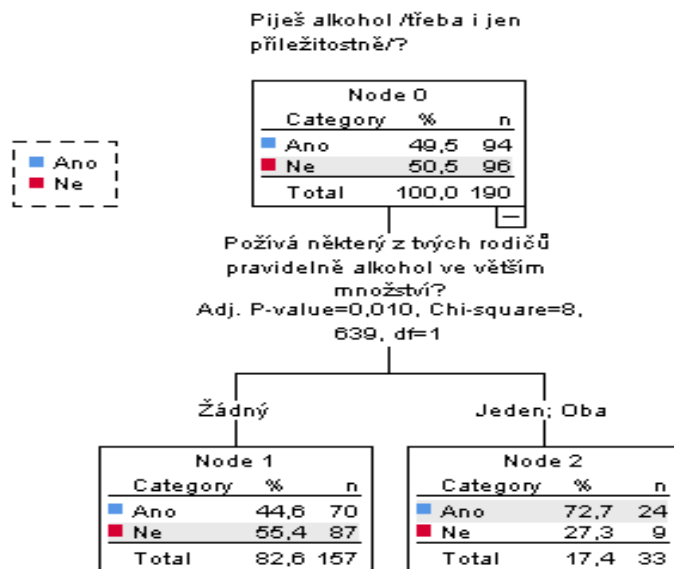 Piješ alkohol /třeba i jen
příležitostně/?
Node 0
Category % n
Ano 49,5 94
Ne 50,5 96
Total 100,0 190
Ano
Ne
Požívá některý z tvých rodičů
pravidelně alkohol ve větším
množství?
Adj. P-value=0,010, Chi-square=8,
639, df=1
Žádný
Jeden; Oba
Node 1
Category % n
Ano 44,6 70
Ne 55,4 87
Total 82,6 157
Node 2
Category % n
Ano 72,7 24
Ne 27,3 9
Total 17,4 33